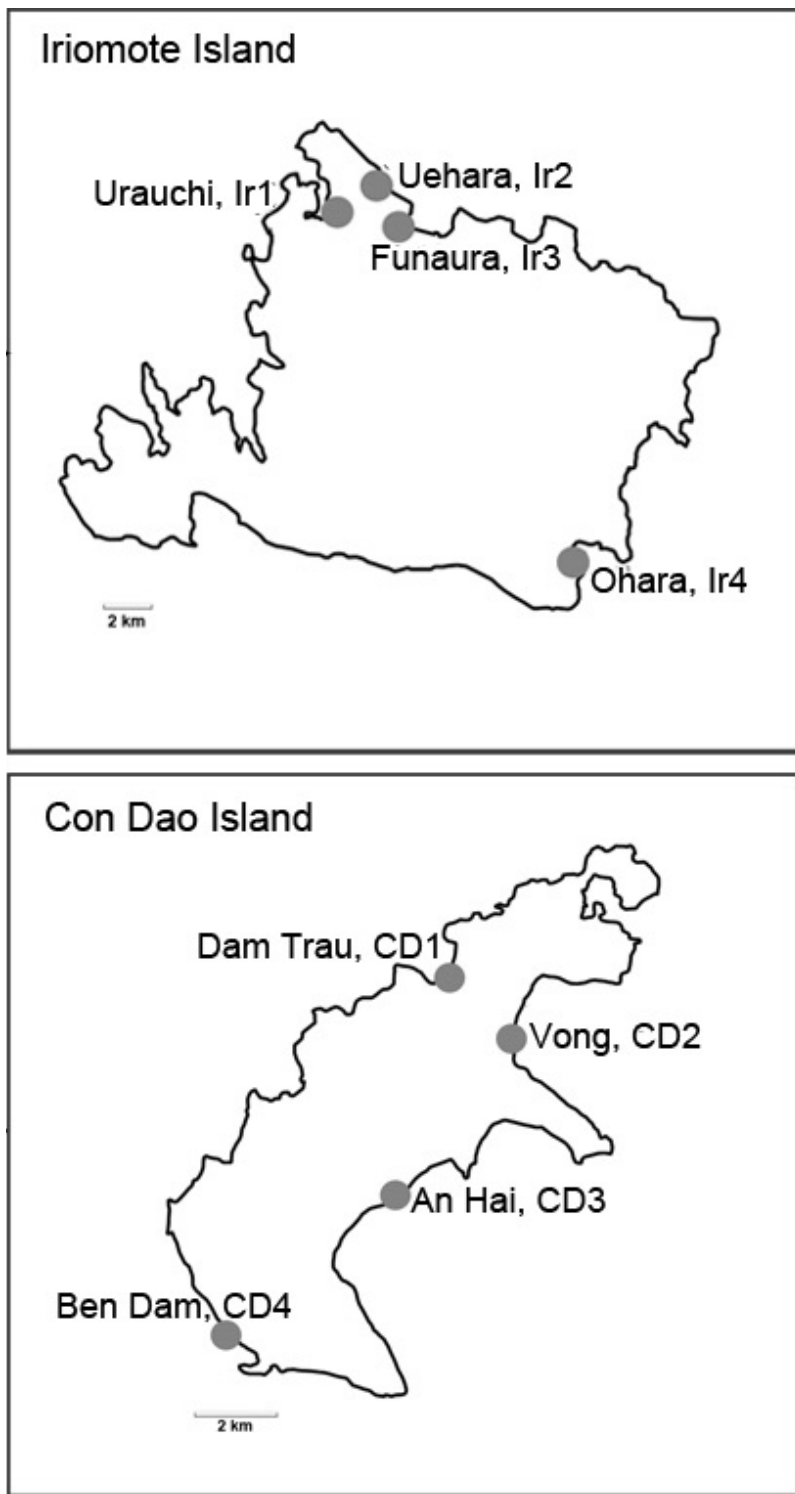 Iriomote Island
Urauchi, Ir1
Uehara, Ir2
Funaura, Ir3
Ohara, Ir4
2 km
Con Dao Island
Dam Trau, CD1
Vong, CD2
An Hai, CD3
Ben Dam, CD4
2 km